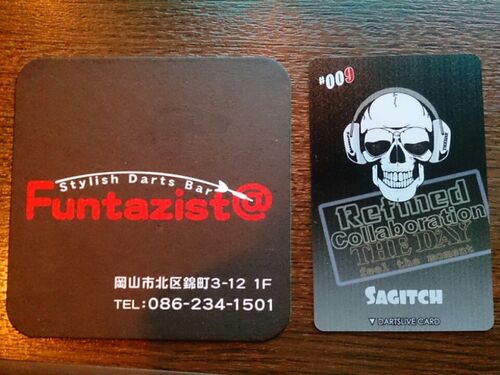 Stylish Darts Bar
Funtazist@
岡山市北区錦町3-12 1F
TEL:086-234-1501
#009
Refined
Collaboration
THE DAY
feel the moment
SAGITCH
▼ DARTSLIVE CARD